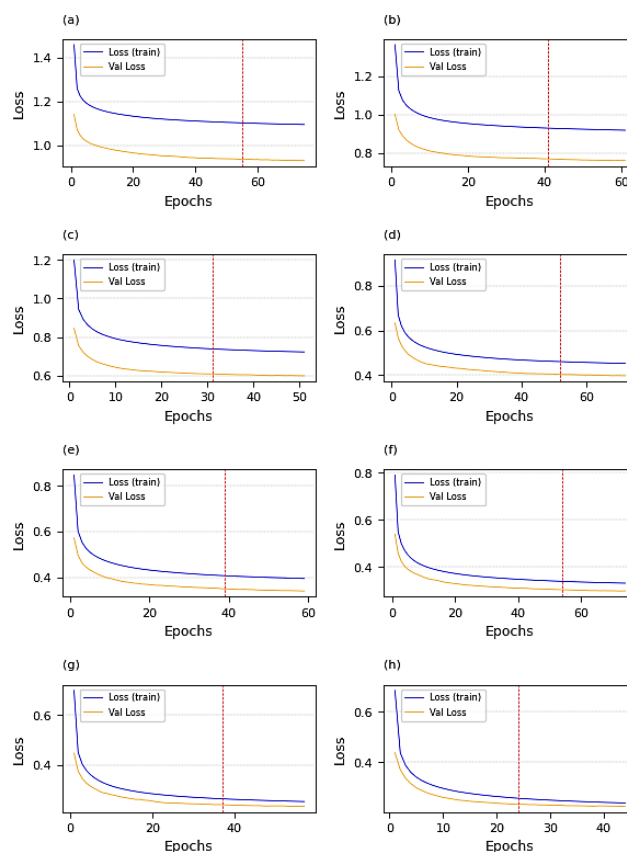 (a)
Loss (train)
Val Loss
1.4
1.2
1.0
Loss
0 20 40 60
Epochs
(b)
Loss (train)
Val Loss
1.2
1.0
0.8
Loss
0 20 40 60
Epochs
(c)
Loss (train)
Val Loss
1.2
1.0
0.8
0.6
Loss
0 10 20 30 40 50
Epochs
(d)
Loss (train)
Val Loss
0.8
0.6
0.4
Loss
0 20 40 60
Epochs
(e)
Loss (train)
Val Loss
0.8
0.6
0.4
Loss
0 20 40 60
Epochs
(f)
Loss (train)
Val Loss
0.8
0.6
0.4
Loss
0 20 40 60
Epochs
(g)
Loss (train)
Val Loss
0.6
0.4
Loss
0 20 40
Epochs
(h)
Loss (train)
Val Loss
0.6
0.4
Loss
0 10 20 30 40
Epochs